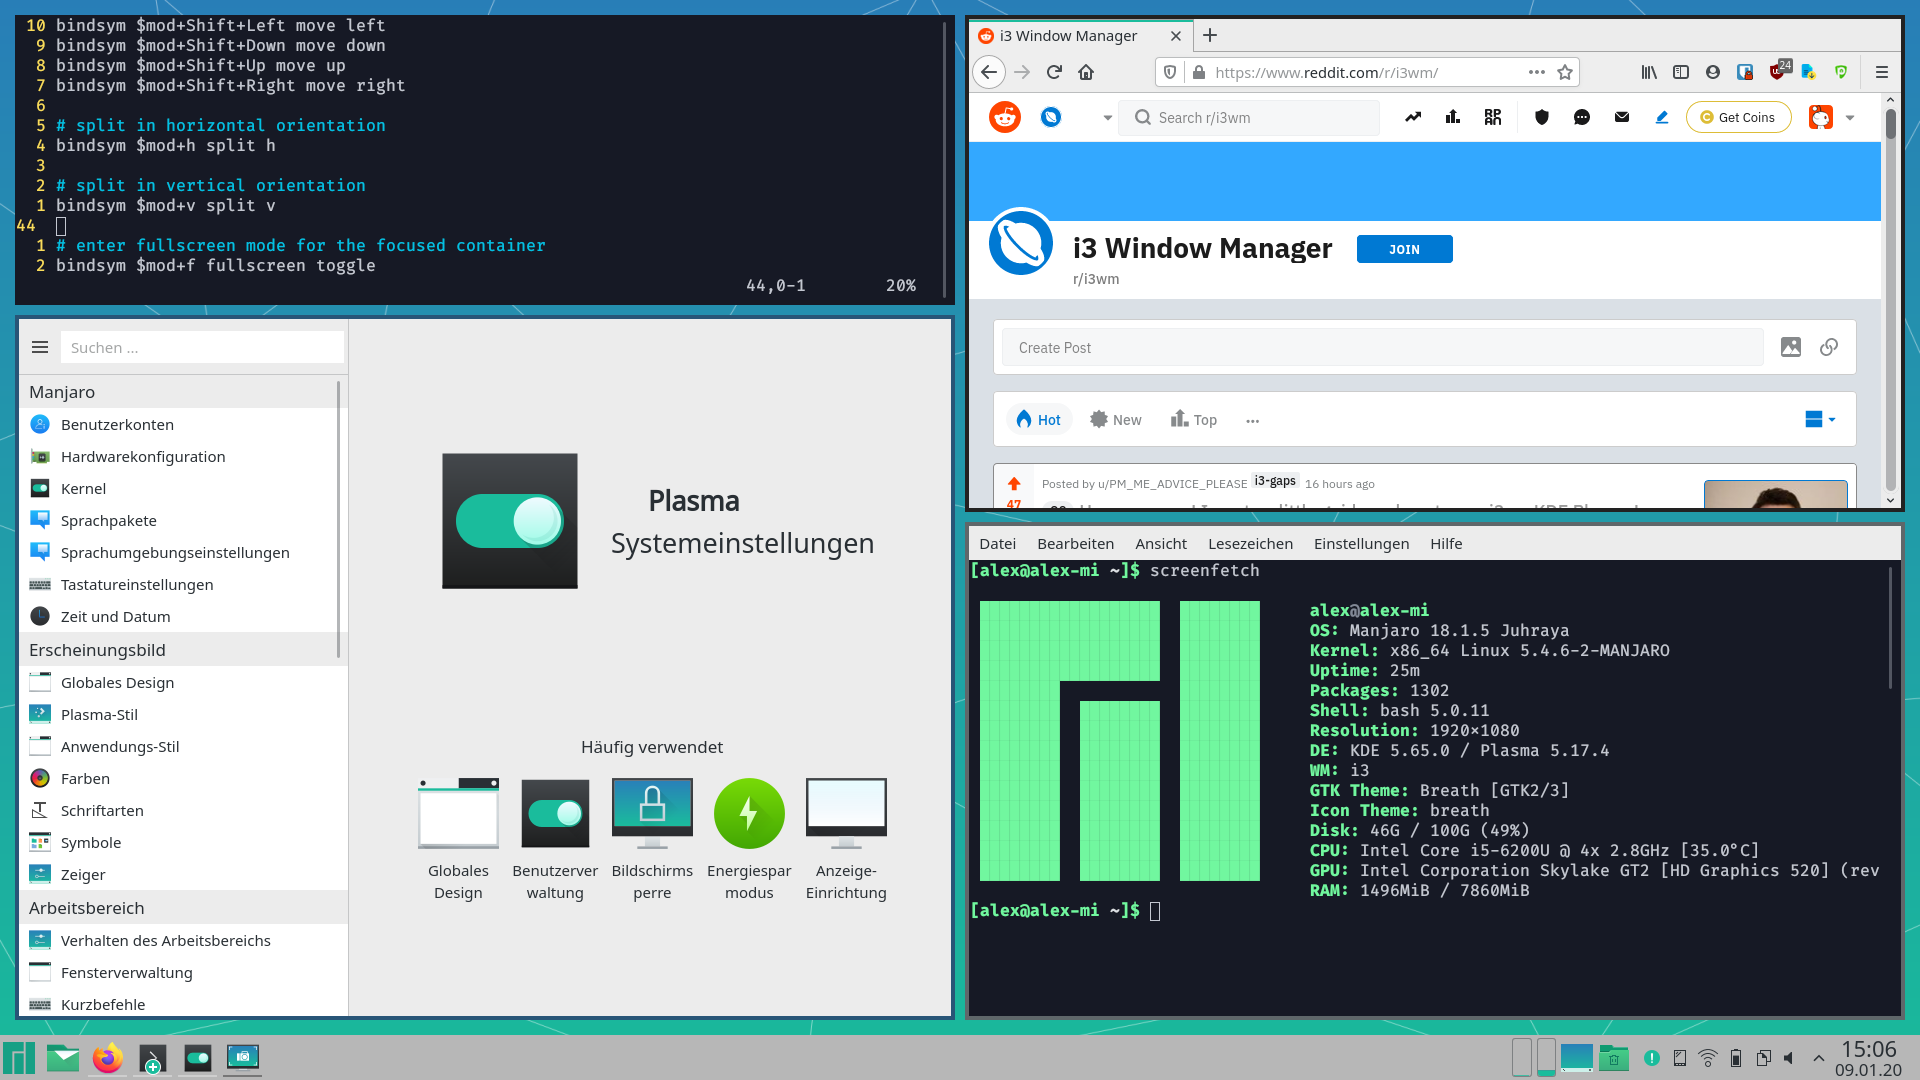 10 bindsym $mod+Shift+Left move left
9 bindsym $mod+Shift+Down move down
8 bindsym $mod+Shift+Up move up
7 bindsym $mod+Shift+Right move right
6
5 # split in horizontal orientation
4 bindsym $mod+h split h
3
2 # split in vertical orientation
1 bindsym $mod+v split v
44
1 # enter fullscreen mode for the focused container
2 bindsym $mod+f fullscreen toggle
44,0-1 20%
Suchen ...
Manjaro
Benutzerkonten
Hardwarekonfiguration
Kernel
Sprachpakete
Sprachumgebungseinstellungen
Tastatureinstellungen
Zeit und Datum
Erscheinungsbild
Globales Design
Plasma-Stil
Anwendungs-Stil
Farben
Schriftarten
Symbole
Zeiger
Arbeitsbereich
Verhalten des Arbeitsbereichs
Fensterverwaltung
Kurzbefehle
Plasma
Systemeinstellungen
Häufig verwendet
Globales
Design
Benutzerver
waltung
Bildschirms
perre
Energiespar
modus
Anzeige-
Einrichtung
i3 Window Manager
https://www.reddit.com/r/i3wm/
24
Search r/i3wm
RPAN
Get Coins
i3 Window Manager JOIN
r/i3wm
Create Post
Hot New Top
Posted by u/PM_ME_ADVICE_PLEASE i3-gaps 16 hours ago
47
Datei Bearbeiten Ansicht Lesezeichen Einstellungen Hilfe
[alex@alex-mi ~]$ screenfetch
alex@alex-mi
OS: Manjaro 18.1.5 Juhraya
Kernel: x86_64 Linux 5.4.6-2-MANJARO
Uptime: 25m
Packages: 1302
Shell: bash 5.0.11
Resolution: 1920x1080
DE: KDE 5.65.0 / Plasma 5.17.4
WM: i3
GTK Theme: Breath [GTK2/3]
Icon Theme: breath
Disk: 46G / 100G (49%)
CPU: Intel Core i5-6200U @ 4x 2.8GHz [35.0°C]
GPU: Intel Corporation Skylake GT2 [HD Graphics 520] (rev
RAM: 1496MiB / 7860MiB
[alex@alex-mi ~]$
15:06
09.01.20